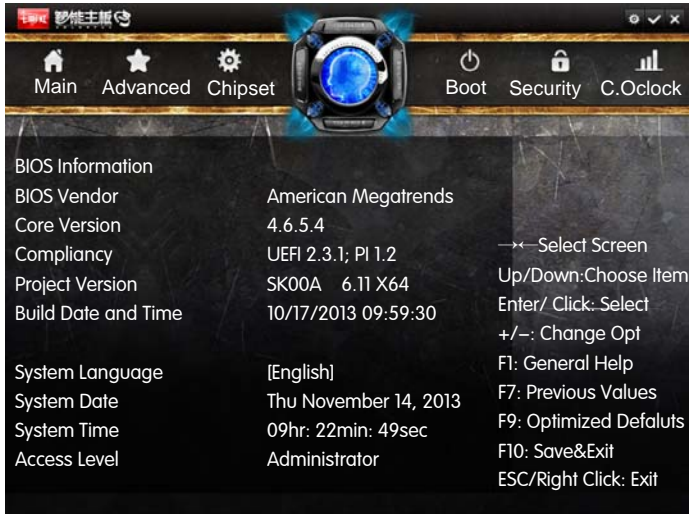 七彩虹 智能主板
Main Advanced Chipset Boot Security C.Oclock
BIOS Information
BIOS Vendor American Megatrends
Core Version 4.6.5.4
Compliancy UEFI 2.3.1; PI 1.2
Project Version SK00A 6.11 X64
Build Date and Time 10/17/2013 09:59:30
System Language [English]
System Date Thu November 14, 2013
System Time 09hr: 22min: 49sec
Access Level Administrator
→←Select Screen
Up/Down:Choose Item
Enter/ Click: Select
+/–: Change Opt
F1: General Help
F7: Previous Values
F9: Optimized Defaluts
F10: Save&Exit
ESC/Right Click: Exit